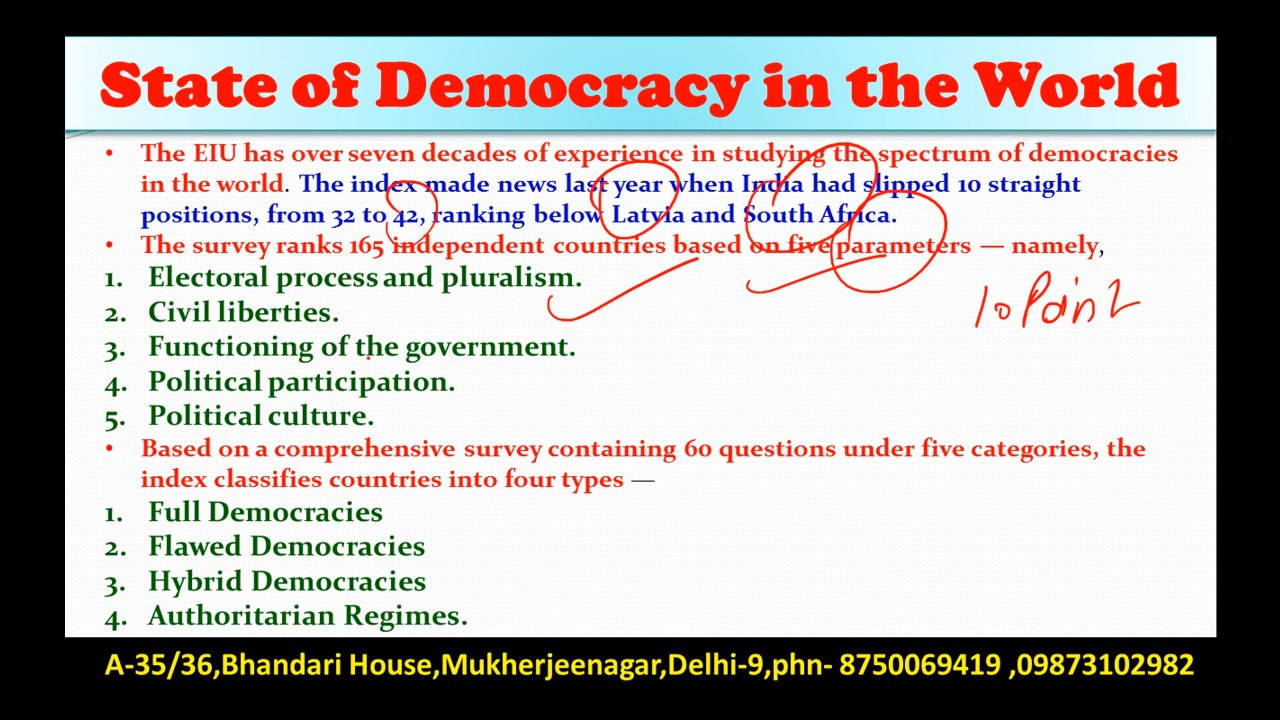 State of Democracy in the World
• The EIU has over seven decades of experience in studying the spectrum of democracies
in the world. The index made news last year when India had slipped 10 straight
positions, from 32 to 42, ranking below Latvia and South Africa.
• The survey ranks 165 independent countries based on five parameters — namely,
1. Electoral process and pluralism.
2. Civil liberties.
3. Functioning of the government.
4. Political participation.
5. Political culture.
10 Point
• Based on a comprehensive survey containing 60 questions under five categories, the
index classifies countries into four types —
1. Full Democracies
2. Flawed Democracies
3. Hybrid Democracies
4. Authoritarian Regimes.
A-35/36,Bhandari House,Mukherjeenagar,Delhi-9,phn- 8750069419 ,09873102982